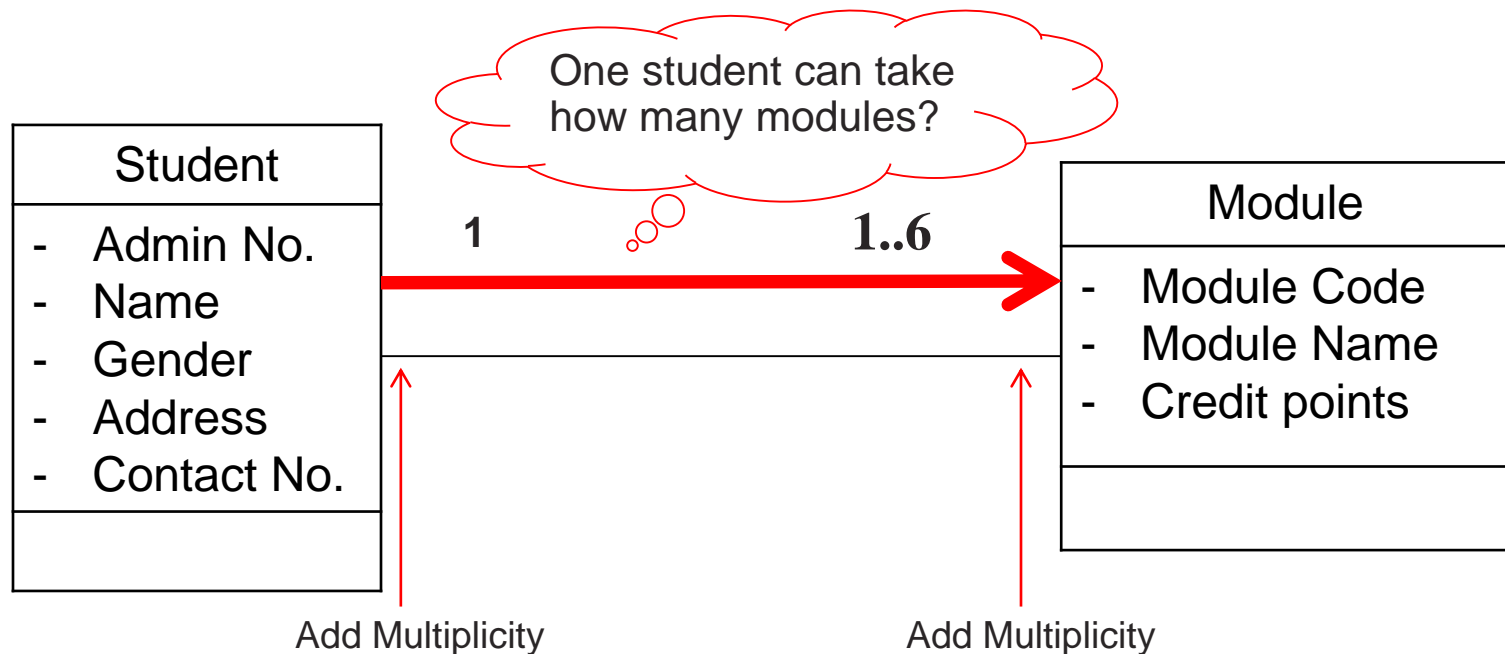 One student can take
how many modules?
Student
- Admin No.
- Name
- Gender
- Address
- Contact No.
1
1..6
Module
- Module Code
- Module Name
- Credit points
Add Multiplicity
Add Multiplicity